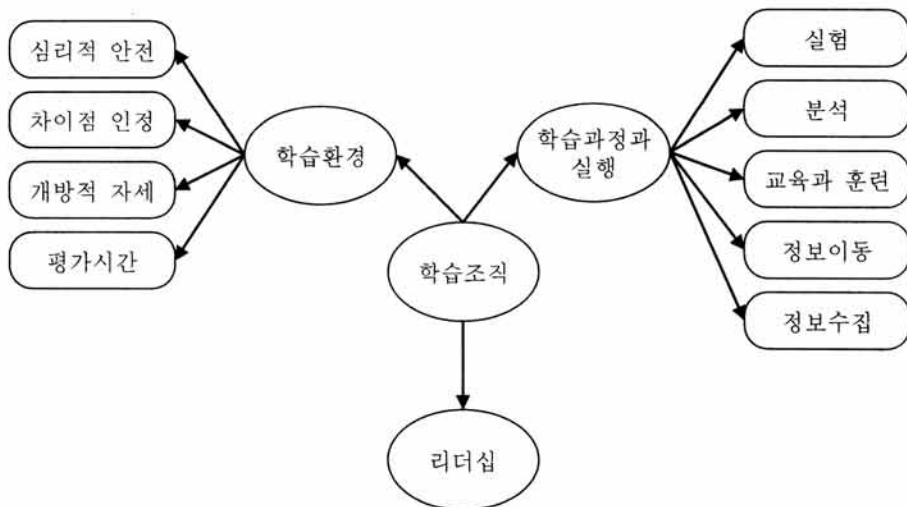 심리적 안전
차이점 인정
개방적 자세
평가시간
학습환경
학습조직
리더십
학습과정과
실행
실험
분석
교육과 훈련
정보이동
정보수집